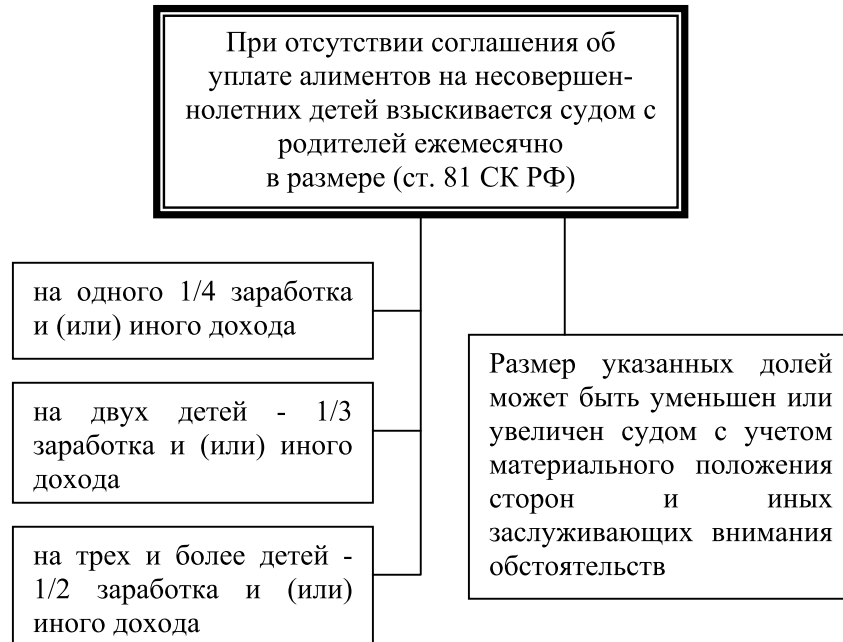 При отсутствии соглашения об
уплате алиментов на несовершен-
нолетних детей взыскивается судом с
родителей ежемесячно
в размере (ст. 81 СК РФ)
на одного 1/4 заработка
и (или) иного дохода
на двух детей - 1/3
заработка и (или) иного
дохода
на трех и более детей -
1/2 заработка и (или)
иного дохода
Размер указанных долей
может быть уменьшен или
увеличен судом с учетом
материального положения
сторон и иных
заслуживающих внимания
обстоятельств